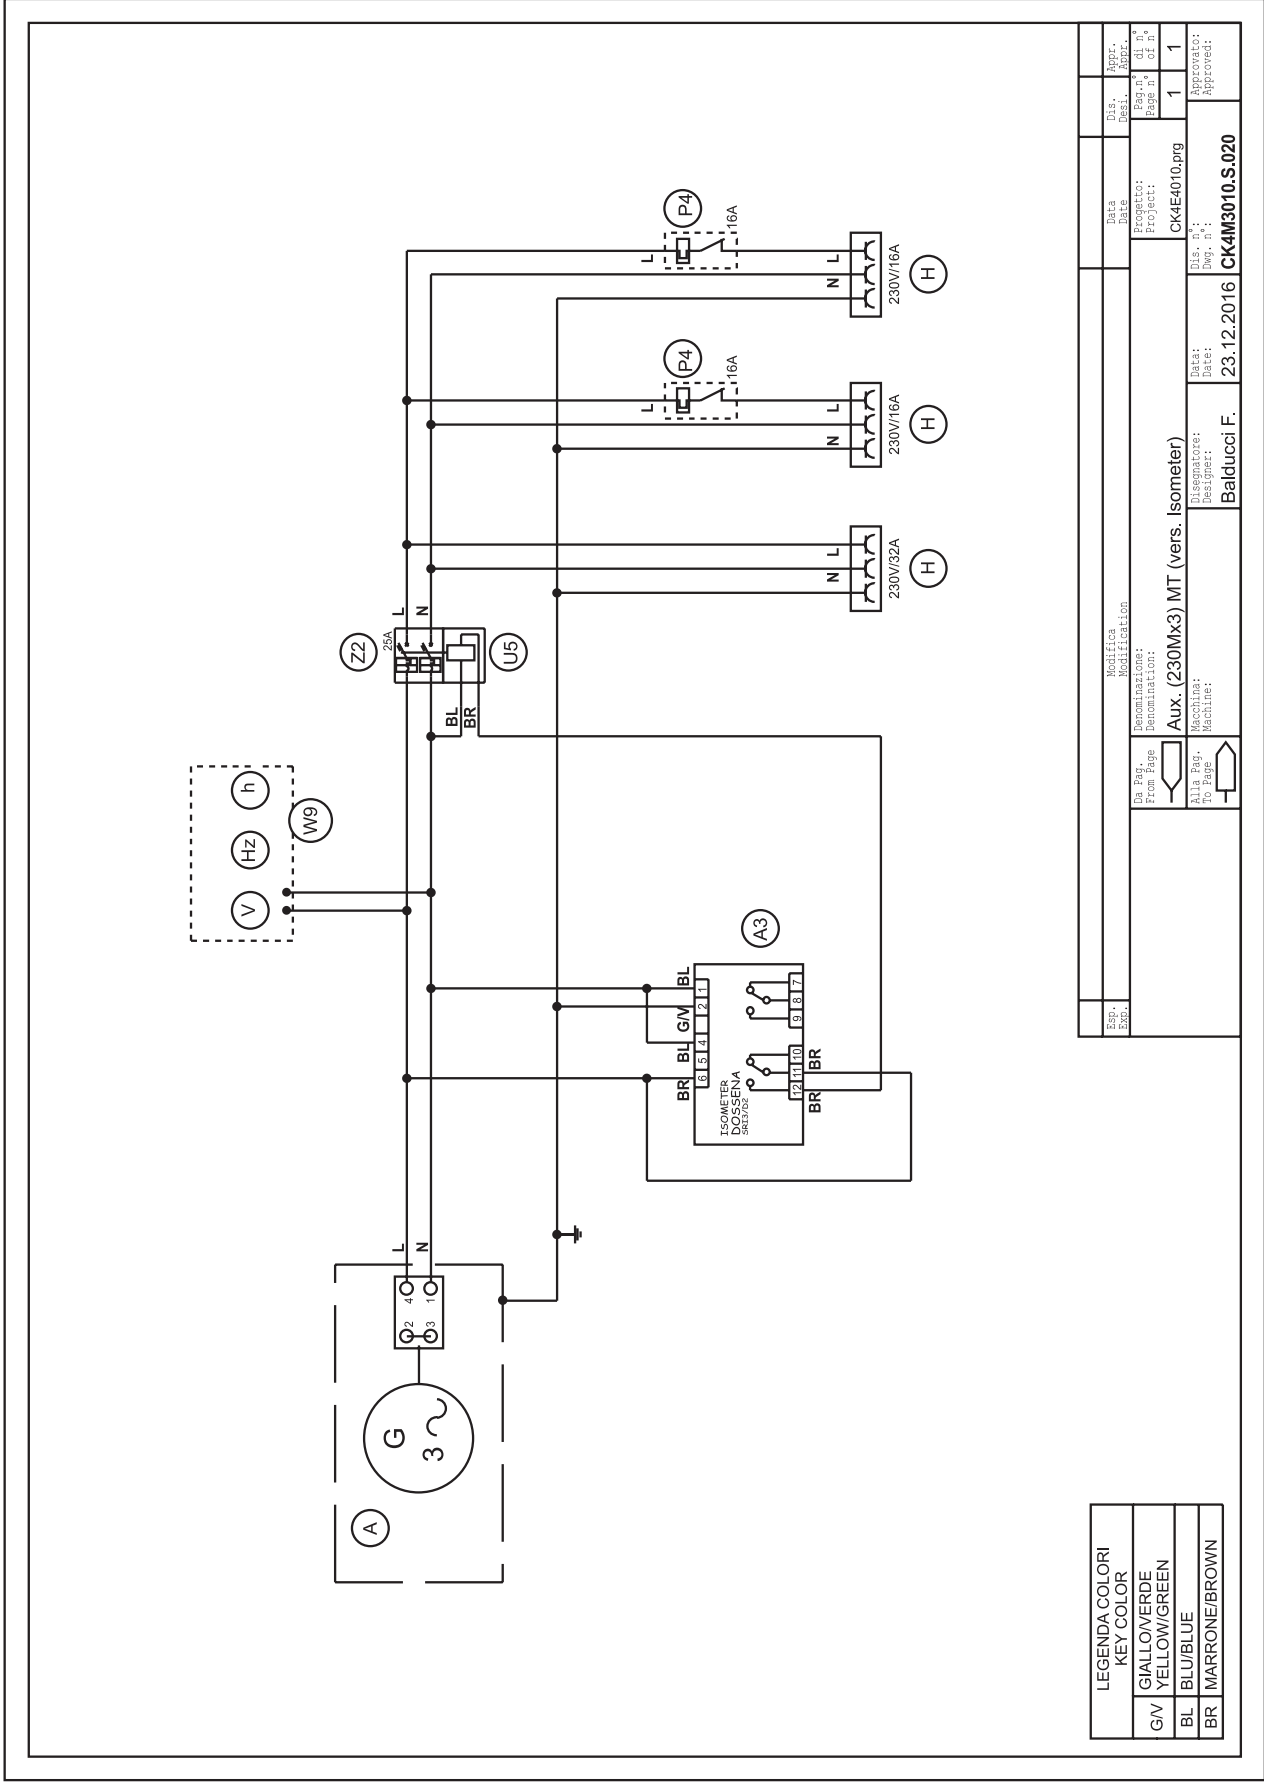 A
G
3
2
3
4
1
L
N
V
Hz
h
W9
Z2
25A
L
N
U5
BL
BR
BR
BL
G/V
BL
6
5
4
2
1
ISOMETER
DOSSENA
SRI3/D2
12
11
10
9
8
7
BR
BR
A3
N
L
230V/32A
H
L
P4
16A
N
L
230V/16A
H
L
P4
16A
N
L
230V/16A
H
LEGENDA COLORI
KEY COLOR
G/V
GIALLO/VERDE
YELLOW/GREEN
BL
BLU/BLUE
BR
MARRONE/BROWN
Esp.
Exp.
Modifica
Modification
Data
Date
Dis.
Desi.
Appr.
Appr.
Da Pag.
From Page
Denominazione:
Denomination:
Aux. (230Mx3) MT (vers. Isometer)
Progetto:
Project:
CK4E4010.prg
Pag.n°
Page n°
1
di n°
of n°
1
Alla Pag.
To Page
Macchina:
Machine:
Disegnatore:
Designer:
Balducci F.
Data:
Date:
23.12.2016
Dis. n°:
Dwg. n°:
CK4M3010.S.020
Approvato:
Approved: